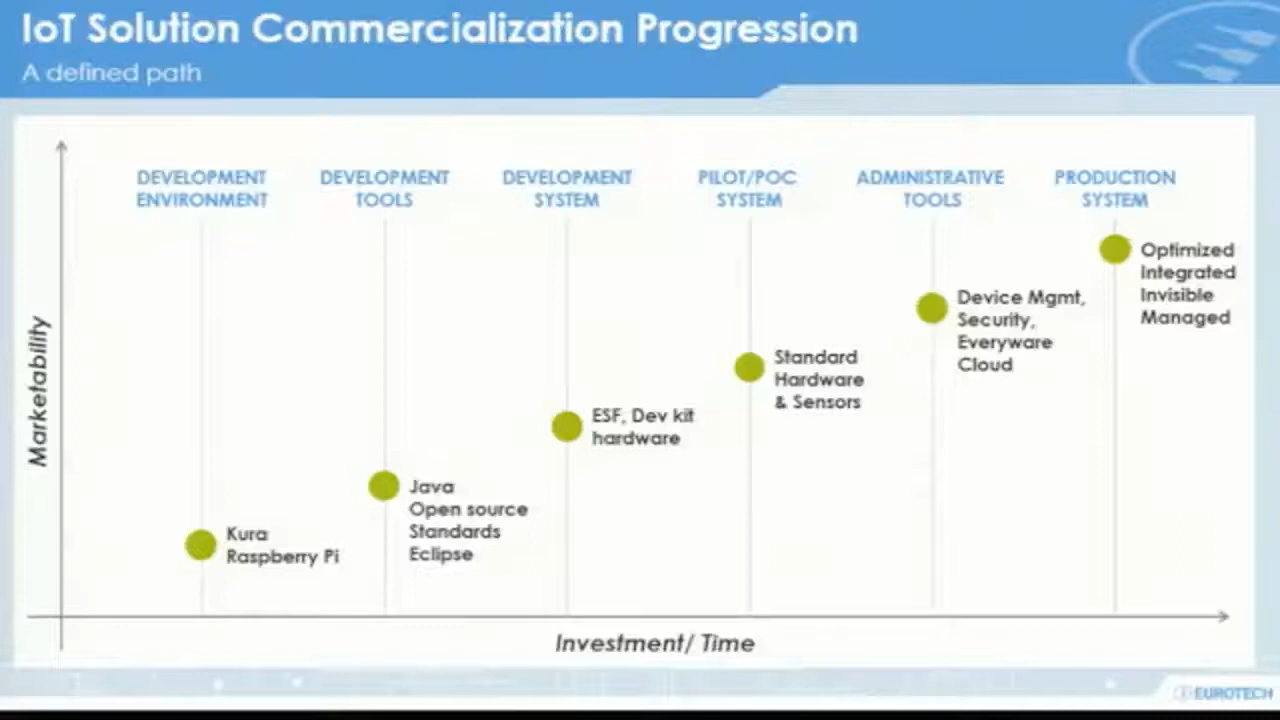 IoT Solution Commercialization Progression
A defined path
DEVELOPMENT
ENVIRONMENT
DEVELOPMENT
TOOLS
DEVELOPMENT
SYSTEM
PILOT/POC
SYSTEM
ADMINISTRATIVE
TOOLS
PRODUCTION
SYSTEM
Marketability
Kura
Raspberry Pi
Java
Open source
Standards
Eclipse
ESF, Dev kit
hardware
Standard
Hardware
& Sensors
Device Mgmt,
Security,
Everyware
Cloud
Optimized
Integrated
Invisible
Managed
Investment/ Time
EUROTECH